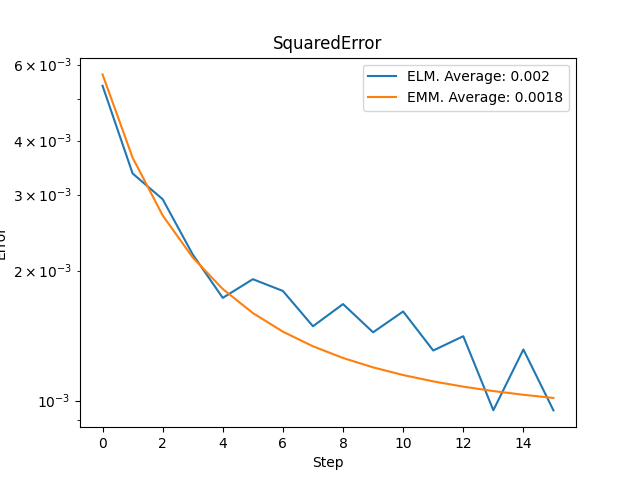 SquaredError
ELM. Average: 0.002
EMM. Average: 0.0018
6 × 10⁻³
4 × 10⁻³
3 × 10⁻³
2 × 10⁻³
10⁻³
Error
0 2 4 6 8 10 12 14
Step